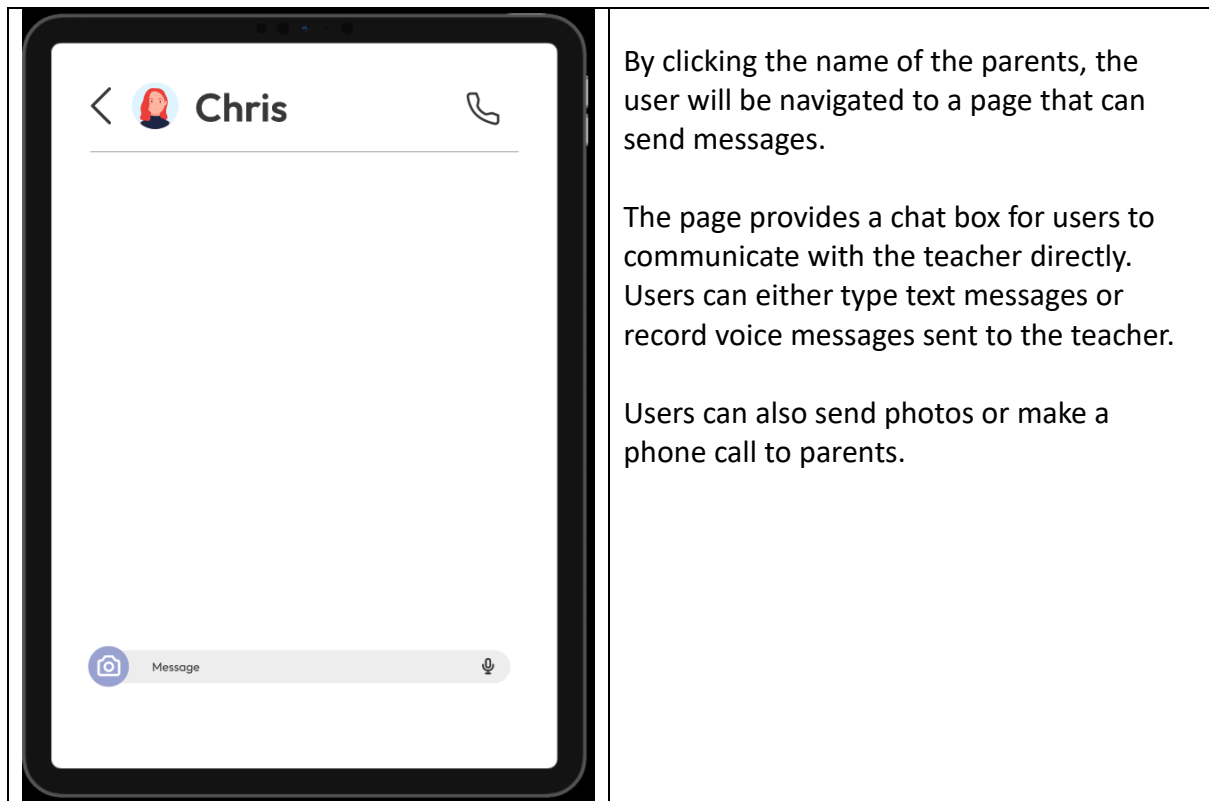 Chris
Message
By clicking the name of the parents, the
user will be navigated to a page that can
send messages.
The page provides a chat box for users to
communicate with the teacher directly.
Users can either type text messages or
record voice messages sent to the teacher.
Users can also send photos or make a
phone call to parents.